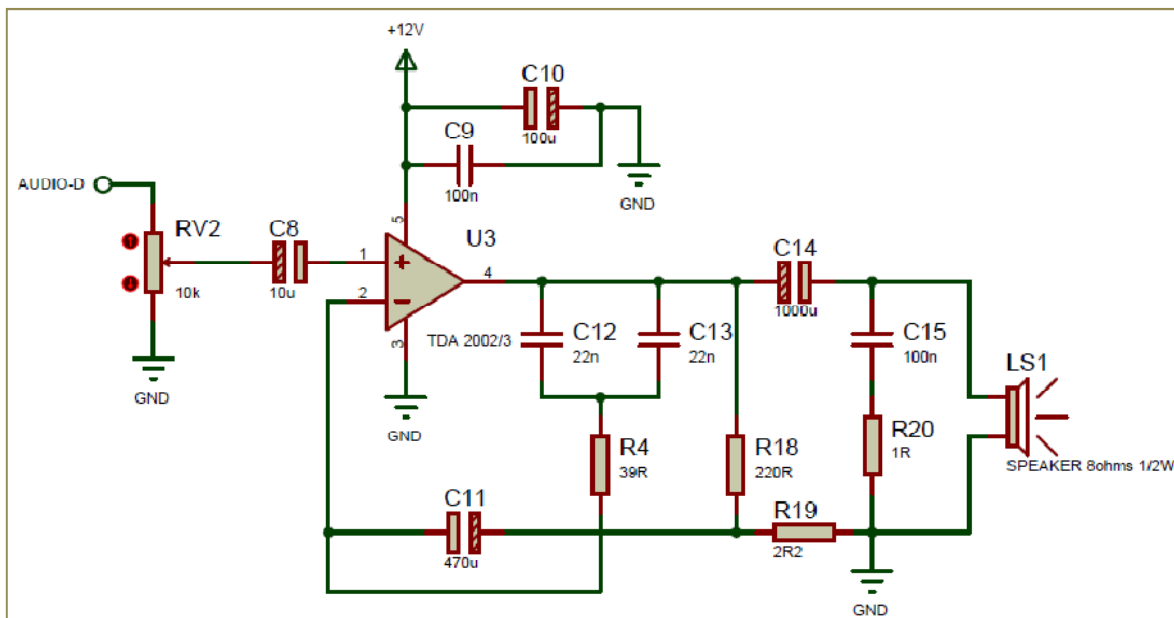 +12V
C10
100u
C9
100n
GND
AUDIO-D
RV2
10k
GND
C8
10u
5
1
+
2
−
3
U3
4
TDA 2002/3
GND
C12
22n
C13
22n
C14
1000u
C15
100n
LS1
SPEAKER 8ohms 1/2W
R4
39R
R18
220R
R20
1R
C11
470u
R19
2R2
GND